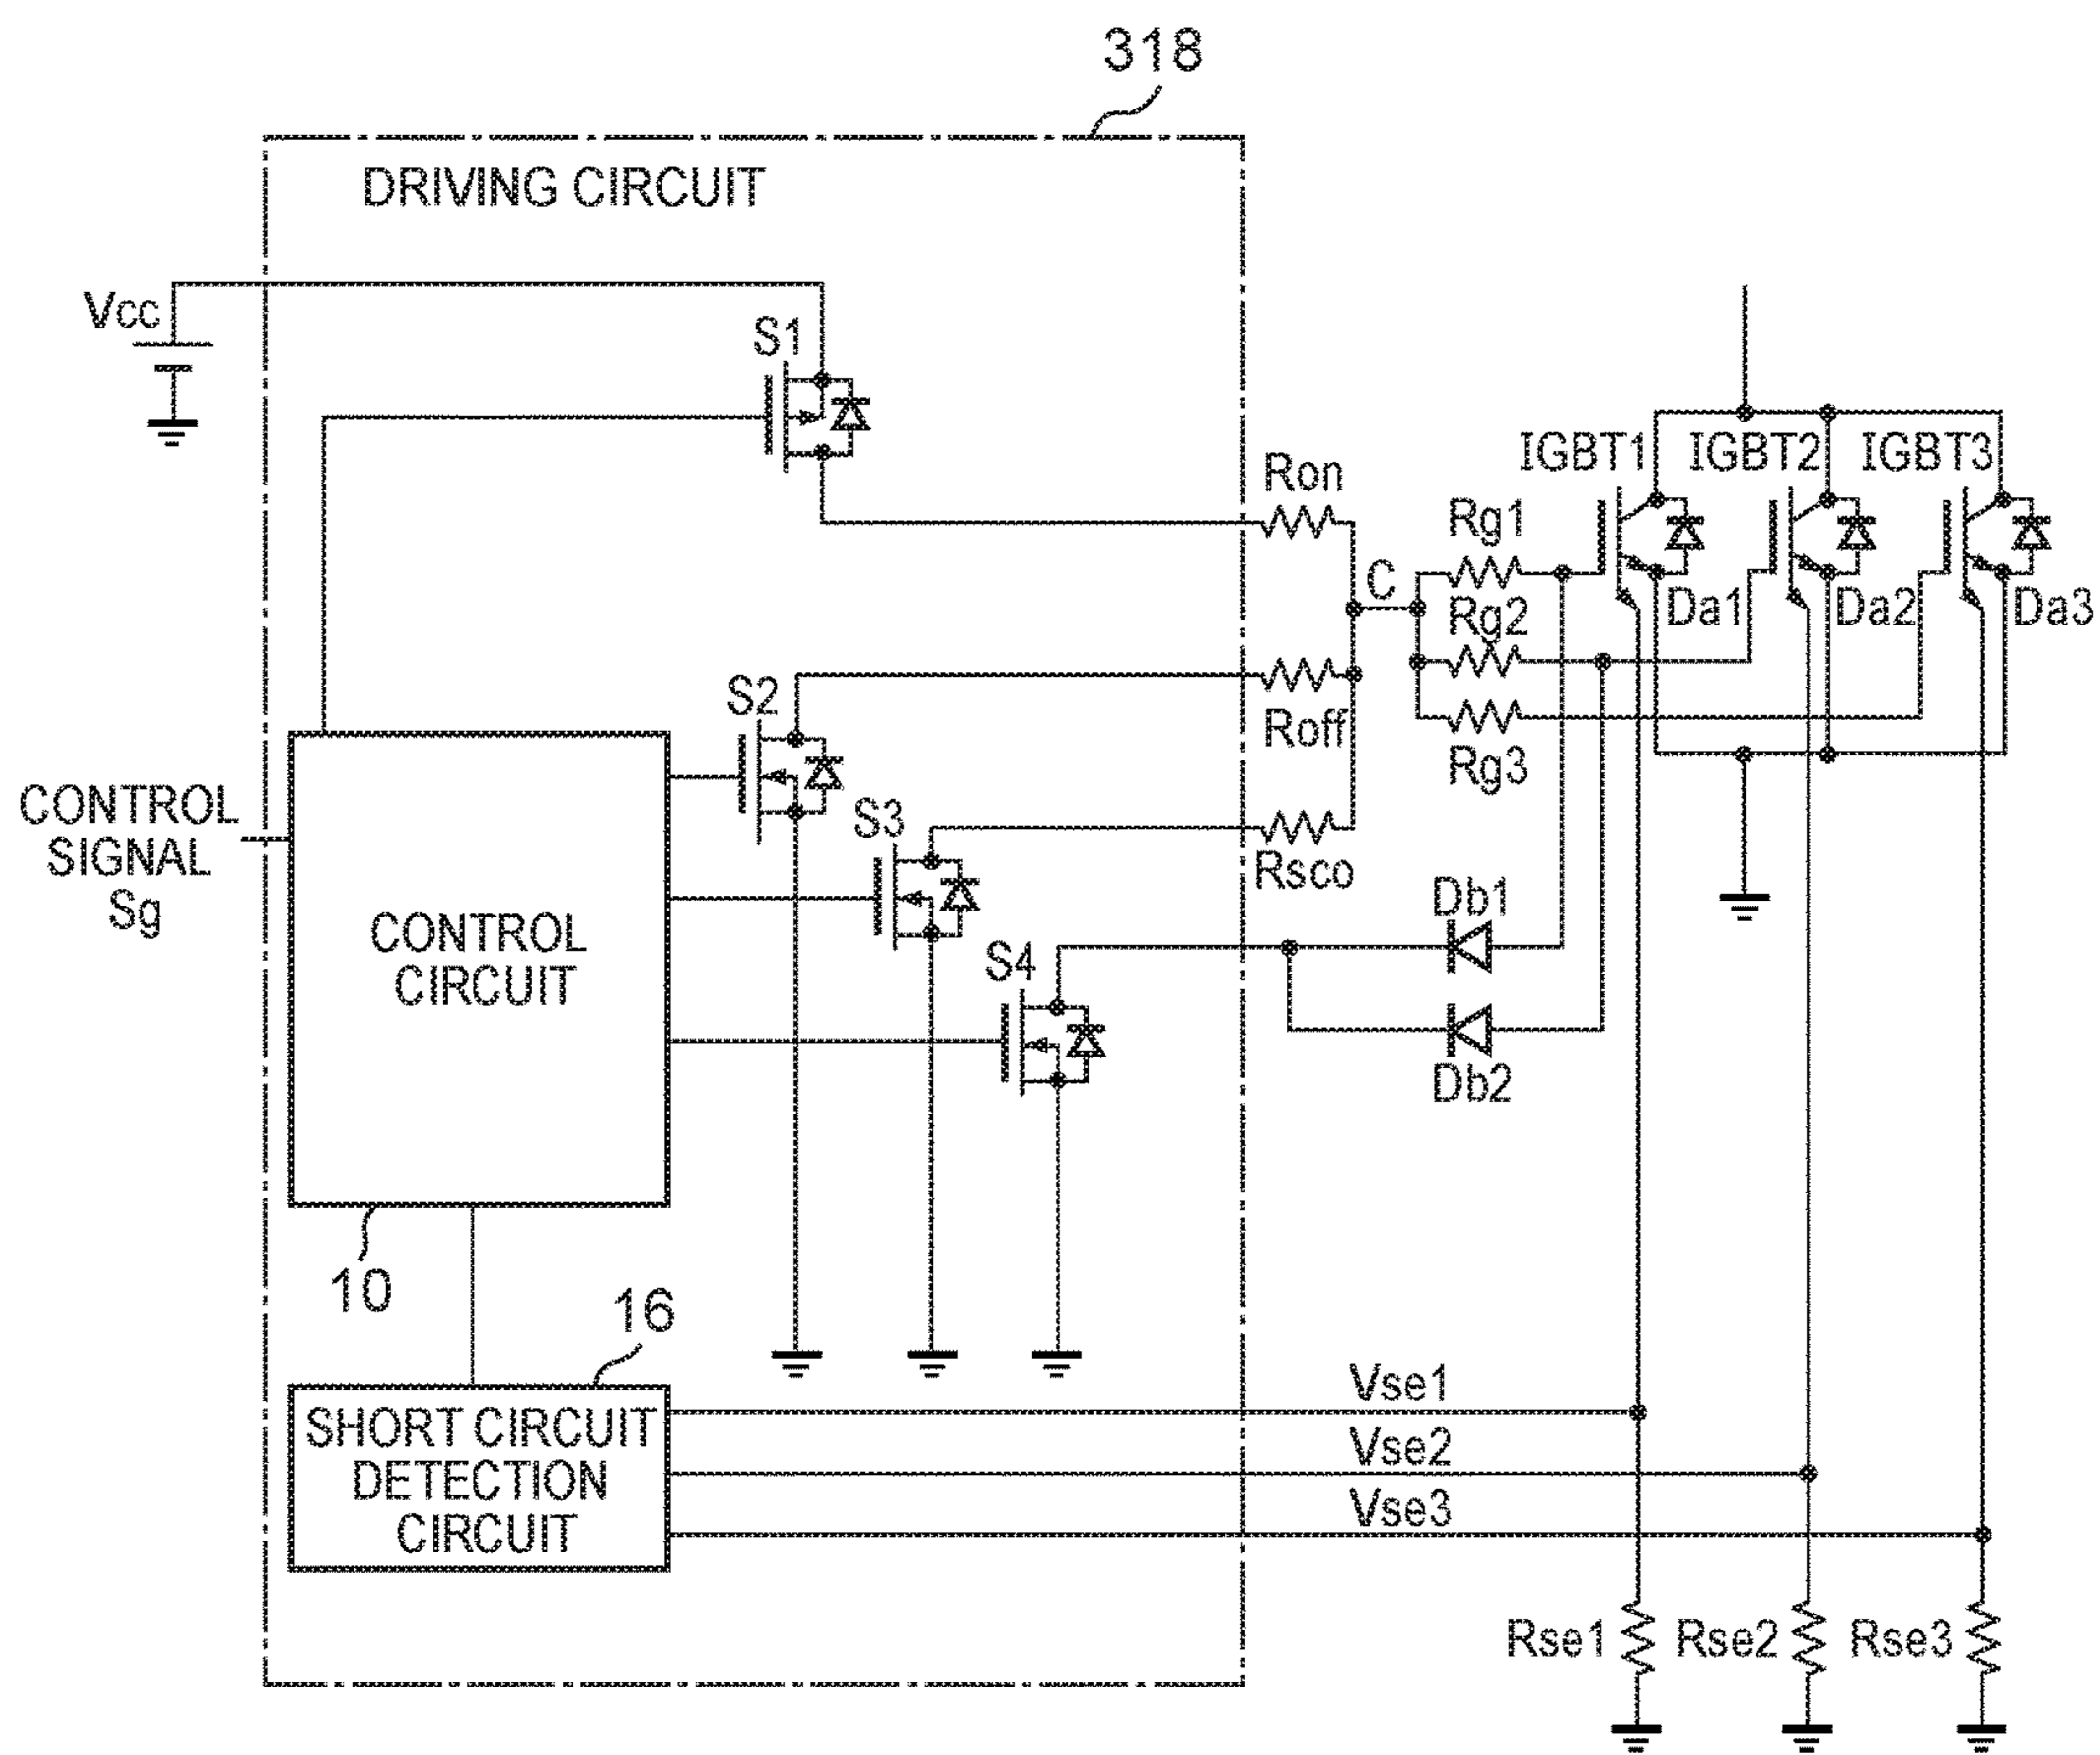 318
DRIVING CIRCUIT
Vcc
S1
IGBT1
IGBT2
IGBT3
Ron
Rg1
C
Da1
Da2
Da3
Rg2
S2
Roff
Rg3
CONTROL
SIGNAL
Sg
S3
Rsco
Db1
CONTROL
CIRCUIT
S4
Db2
10
16
Vse1
SHORT CIRCUIT
DETECTION
CIRCUIT
Vse2
Vse3
Rse1
Rse2
Rse3